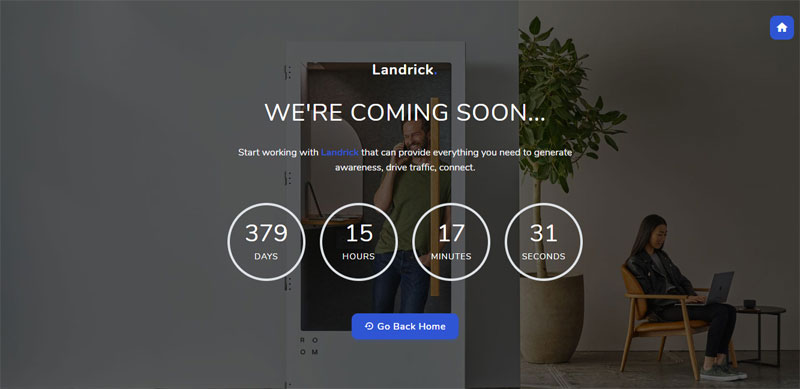 Landrick.
WE'RE COMING SOON...
Start working with Landrick that can provide everything you need to generate
awareness, drive traffic, connect.
379
DAYS
15
HOURS
17
MINUTES
31
SECONDS
Go Back Home
R O
O M